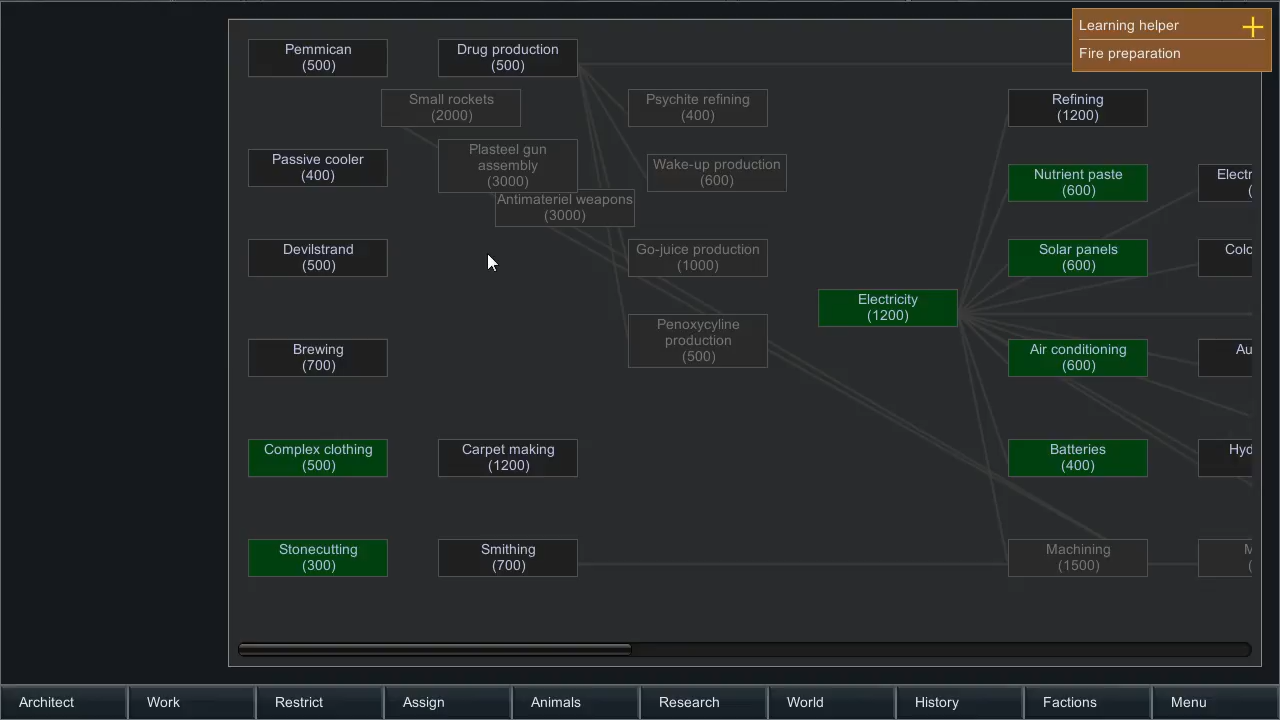 Learning helper
Fire preparation
Pemmican
(500)
Drug production
(500)
Small rockets
(2000)
Psychite refining
(400)
Refining
(1200)
Plasteel gun
assembly
(3000)
Passive cooler
(400)
Wake-up production
(600)
Nutrient paste
(600)
Electr
(
Antimateriel weapons
(3000)
Devilstrand
(500)
Go-juice production
(1000)
Solar panels
(600)
Colo
Electricity
(1200)
Penoxycyline
production
(500)
Brewing
(700)
Air conditioning
(600)
Au
Complex clothing
(500)
Carpet making
(1200)
Batteries
(400)
Hyd
Stonecutting
(300)
Smithing
(700)
Machining
(1500)
M
(
Architect
Work
Restrict
Assign
Animals
Research
World
History
Factions
Menu